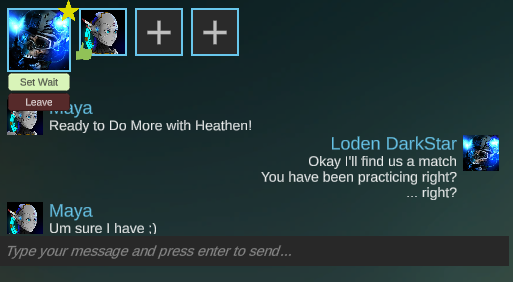 Set Wait
Leave
Maya
Ready to Do More with Heathen!
Loden DarkStar
Okay I'll find us a match
You have been practicing right?
... right?
Maya
Um sure I have ;)
Type your message and press enter to send...